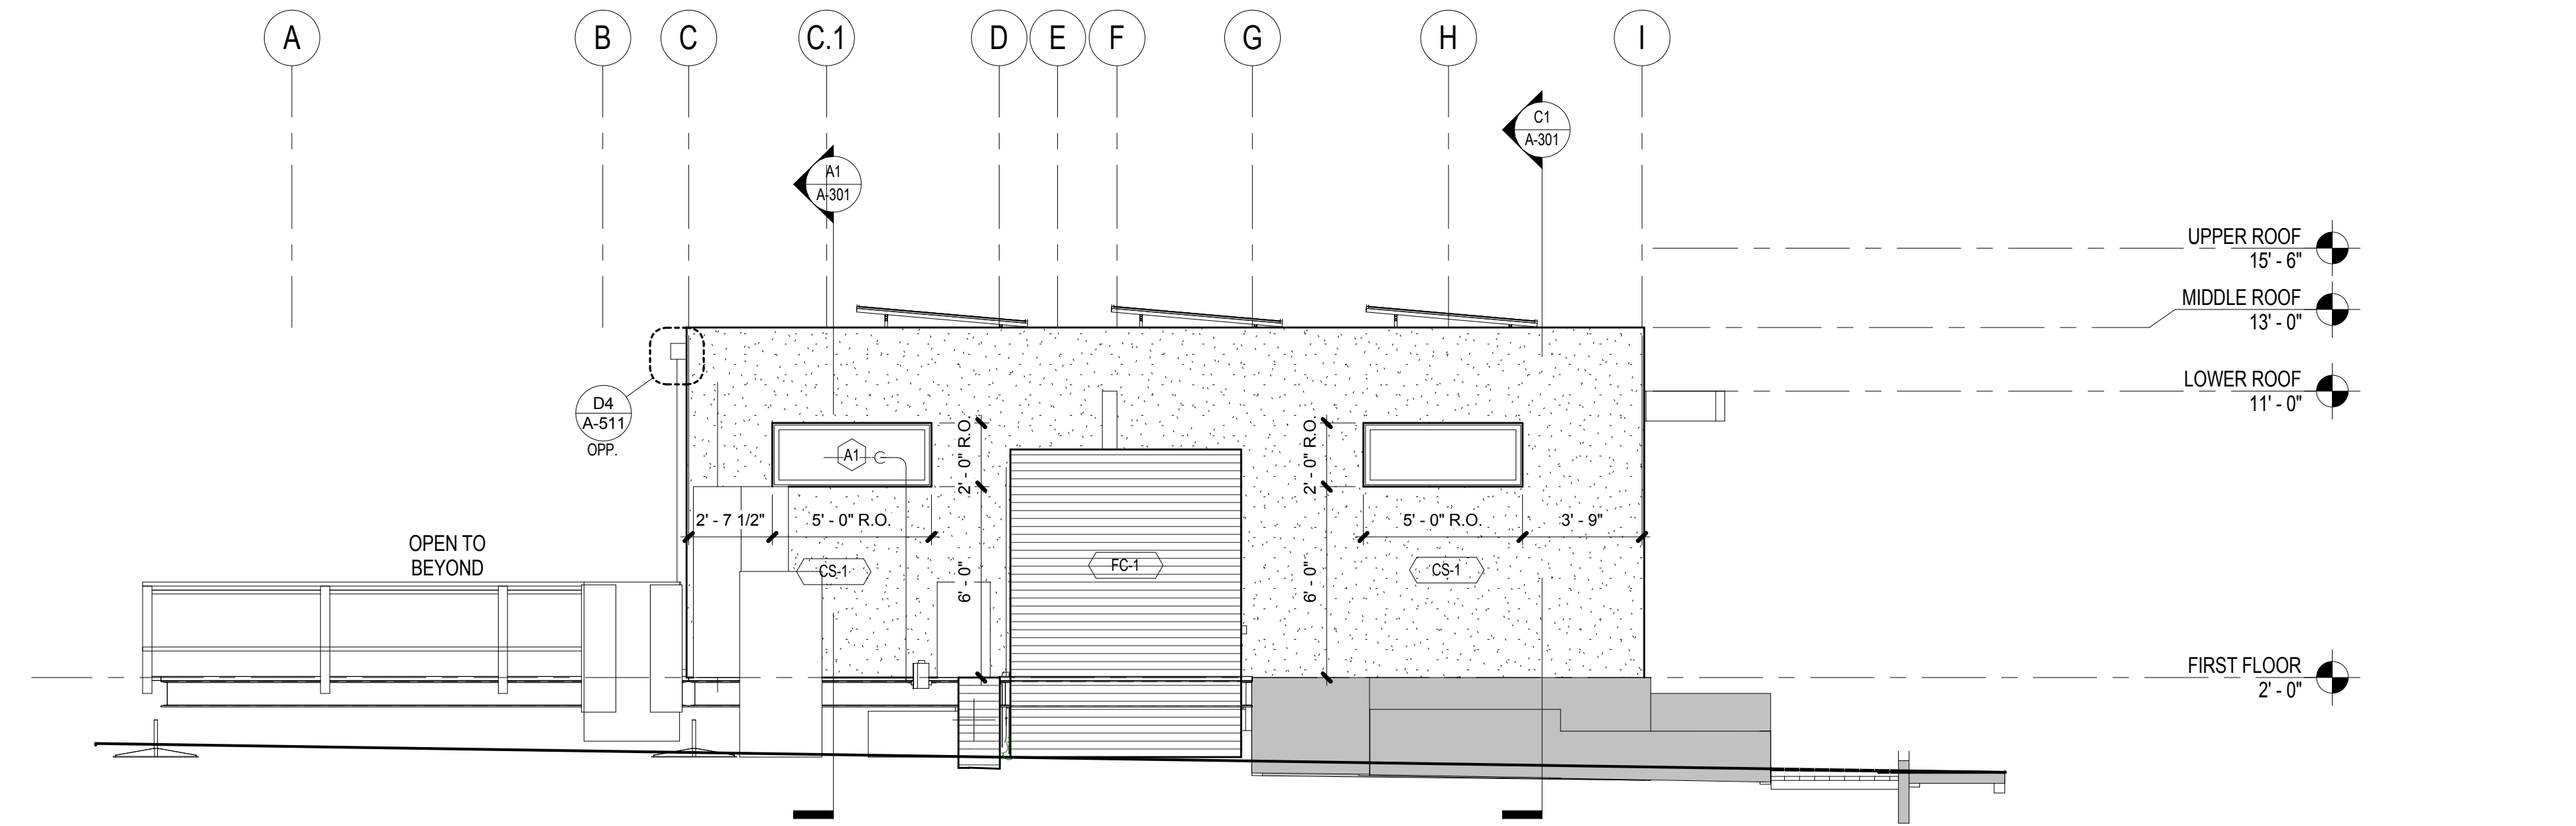 A
B
C
C.1
D
E
F
G
H
I
C1
A-301
A1
A-301
UPPER ROOF
15' - 6"
MIDDLE ROOF
13' - 0"
LOWER ROOF
11' - 0"
D4
A-511
OPP.
A1
2' - 0" R.O.
2' - 0" R.O.
2' - 7 1/2"
5' - 0" R.O.
5' - 0" R.O.
3' - 9"
OPEN TO
BEYOND
CS-1
6' - 0"
FC-1
6' - 0"
CS-1
FIRST FLOOR
2' - 0"